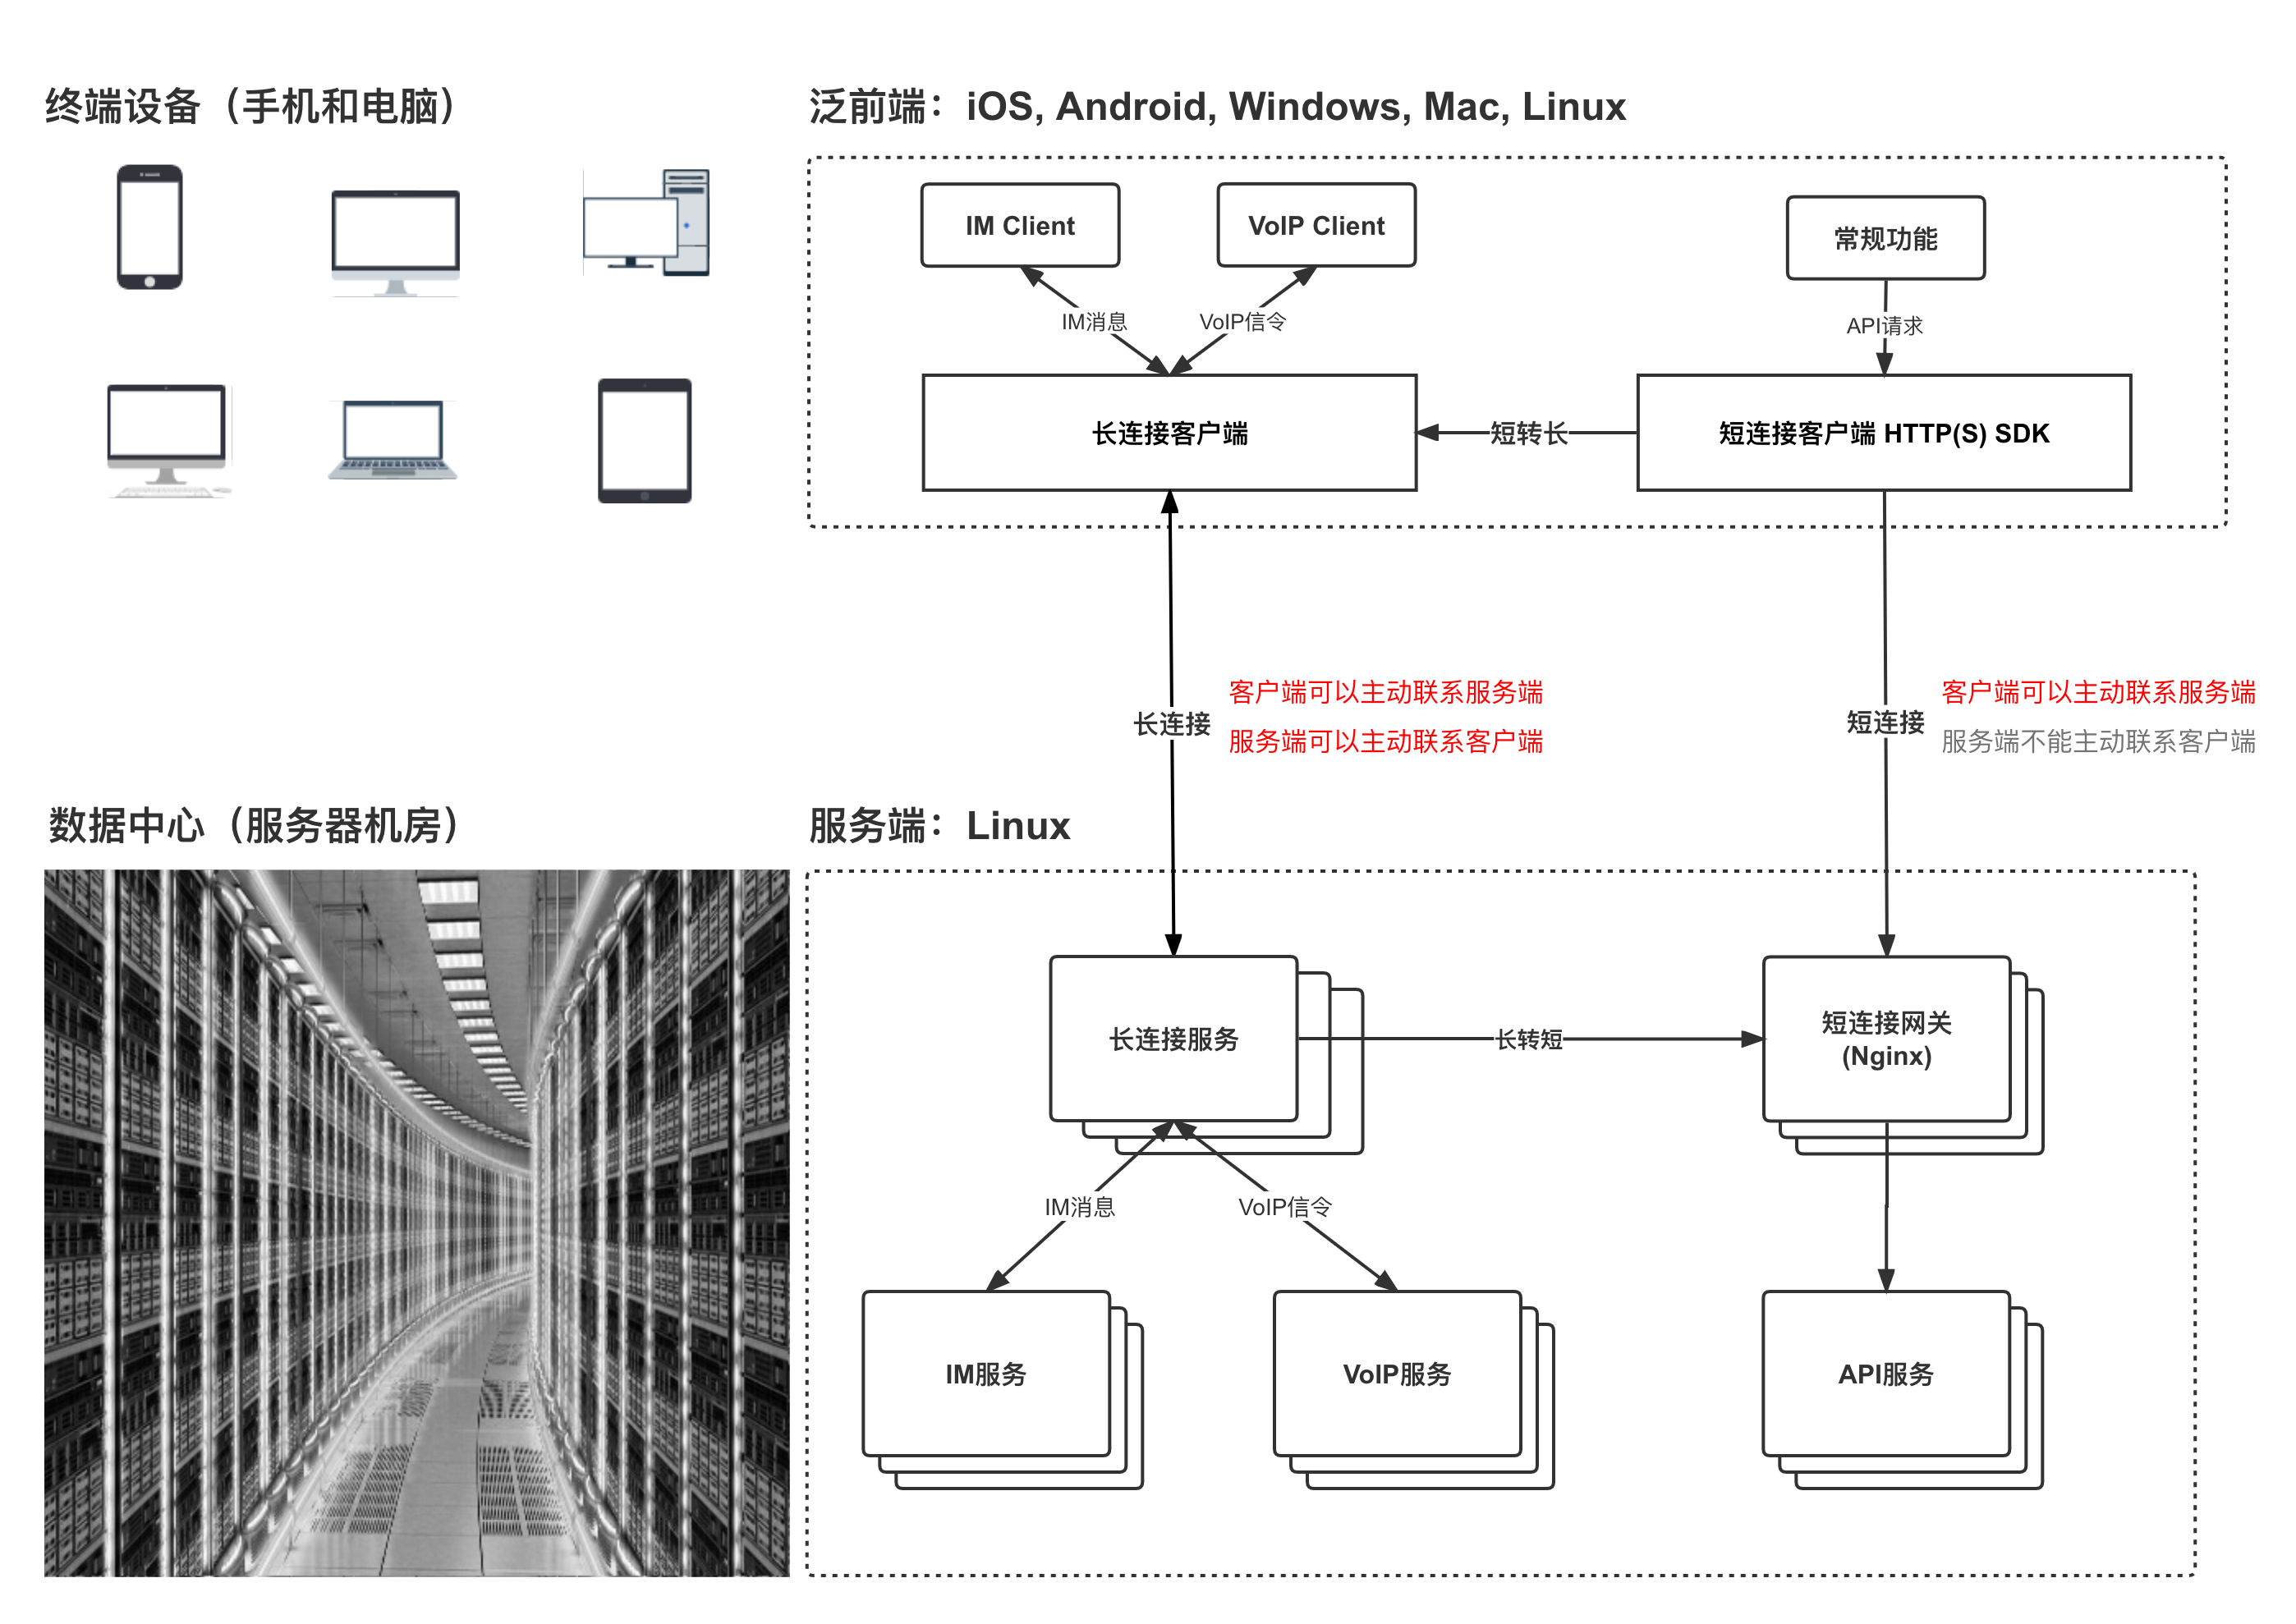 终端设备（手机和电脑）
泛前端：iOS, Android, Windows, Mac, Linux
IM Client
VoIP Client
常规功能
IM消息
VoIP信令
API请求
长连接客户端
短转长
短连接客户端 HTTP(S) SDK
客户端可以主动联系服务端
长连接
服务端可以主动联系客户端
客户端可以主动联系服务端
短连接
服务端不能主动联系客户端
数据中心（服务器机房）
服务端：Linux
长连接服务
长转短
短连接网关
(Nginx)
IM消息
VoIP信令
IM服务
VoIP服务
API服务